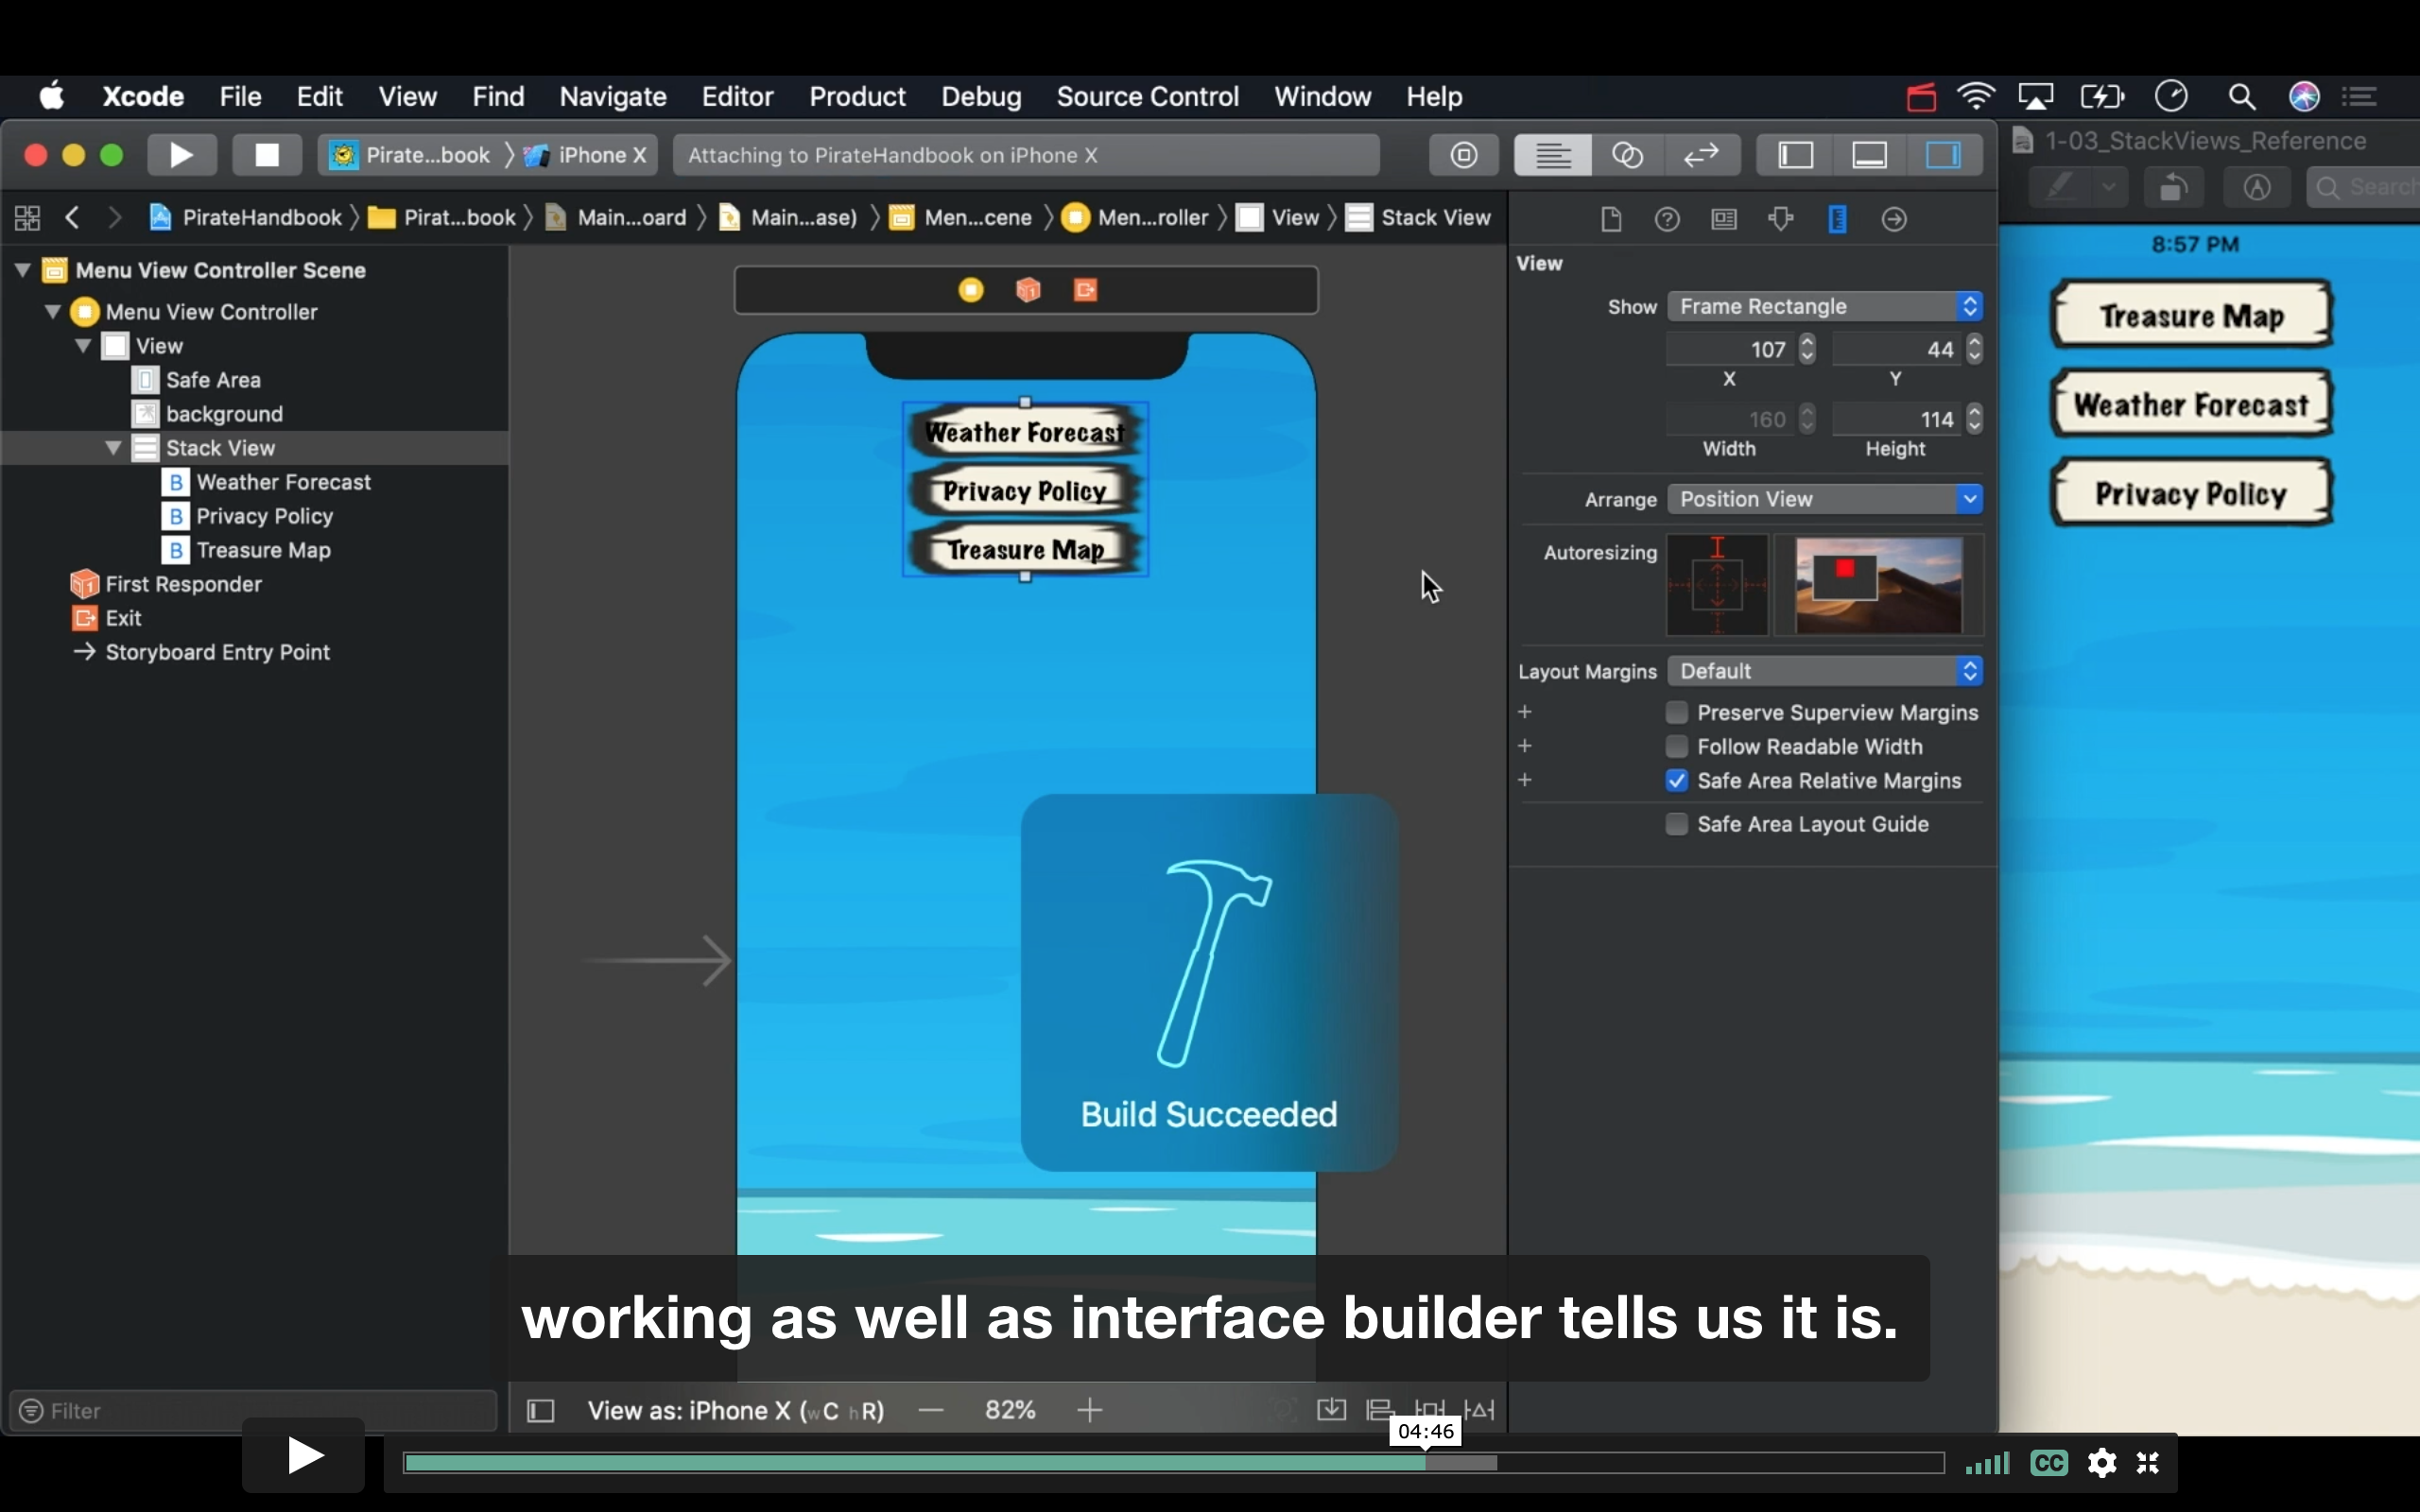 Xcode File Edit View Find Navigate Editor Product Debug Source Control Window Help
Pirate...book 〉 iPhone X
Attaching to PirateHandbook on iPhone X
1-03_StackViews_Reference
Search
PirateHandbook 〉 Pirat...book 〉 Main...oard 〉 Main...ase) 〉 Men...cene 〉 Men...roller 〉 View 〉 Stack View
Menu View Controller Scene
Menu View Controller
View
Safe Area
background
Stack View
B Weather Forecast
B Privacy Policy
B Treasure Map
First Responder
Exit
Storyboard Entry Point
Filter
Weather Forecast
Privacy Policy
Treasure Map
Build Succeeded
View as: iPhone X (wC hR) — 82% +
View
Show Frame Rectangle
107 44
X Y
160 114
Width Height
Arrange Position View
Autoresizing
Layout Margins Default
+ Preserve Superview Margins
+ Follow Readable Width
+ Safe Area Relative Margins
Safe Area Layout Guide
8:57 PM
Treasure Map
Weather Forecast
Privacy Policy
working as well as interface builder tells us it is.
04:46
CC